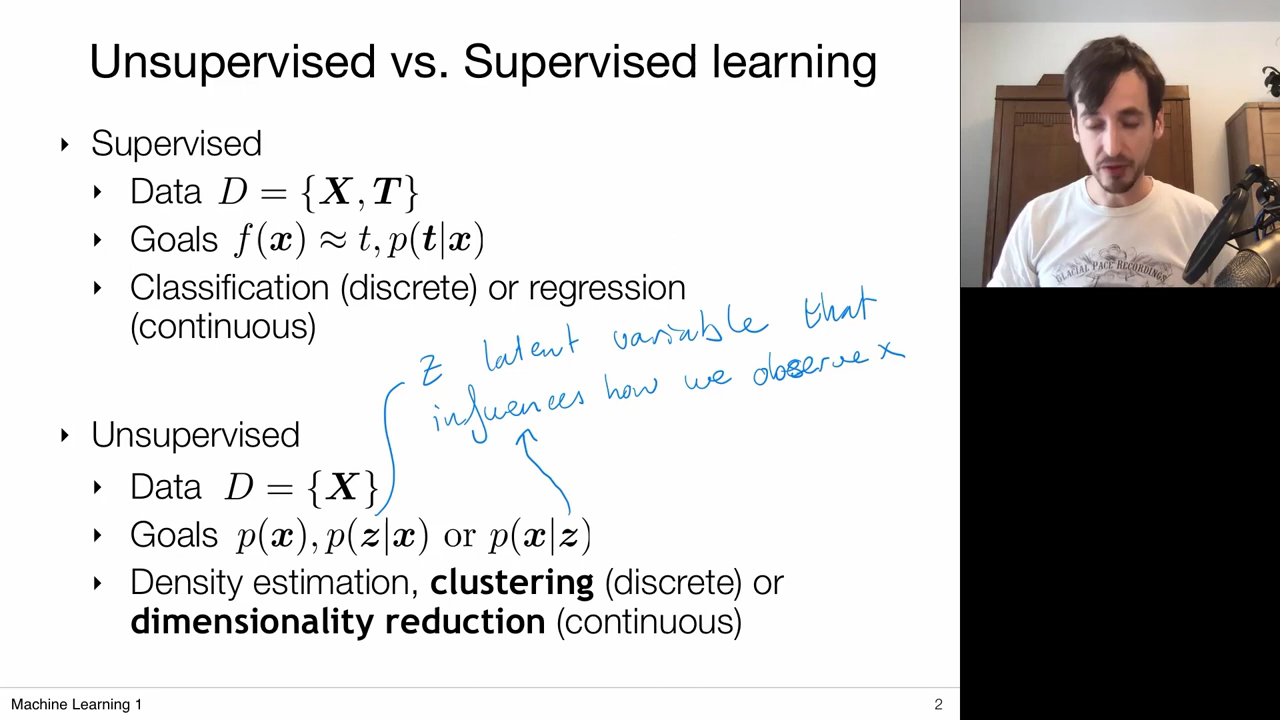 Unsupervised vs. Supervised learning
‣ Supervised
‣ Data D = {X, T}
‣ Goals f(x) ≈ t, p(t|x)
‣ Classification (discrete) or regression
(continuous)
z latent variable that
influences how we observe x
‣ Unsupervised
‣ Data D = {X}
‣ Goals p(x), p(z|x) or p(x|z)
‣ Density estimation, clustering (discrete) or
dimensionality reduction (continuous)
Machine Learning 1
2
GLACIAL PACE RECORDINGS